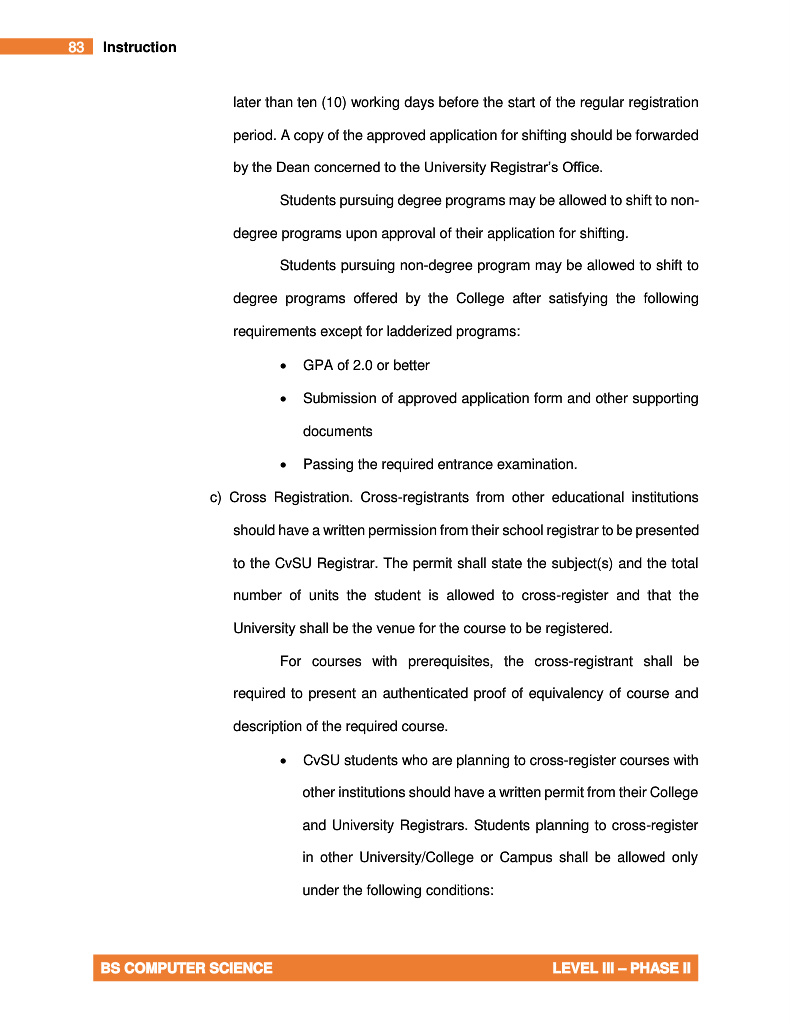 83 Instruction
later than ten (10) working days before the start of the regular registration
period. A copy of the approved application for shifting should be forwarded
by the Dean concerned to the University Registrar's Office.
Students pursuing degree programs may be allowed to shift to non-
degree programs upon approval of their application for shifting.
Students pursuing non-degree program may be allowed to shift to
degree programs offered by the College after satisfying the following
requirements except for ladderized programs:
• GPA of 2.0 or better
• Submission of approved application form and other supporting
documents
• Passing the required entrance examination.
c) Cross Registration. Cross-registrants from other educational institutions
should have a written permission from their school registrar to be presented
to the CvSU Registrar. The permit shall state the subject(s) and the total
number of units the student is allowed to cross-register and that the
University shall be the venue for the course to be registered.
For courses with prerequisites, the cross-registrant shall be
required to present an authenticated proof of equivalency of course and
description of the required course.
• CvSU students who are planning to cross-register courses with
other institutions should have a written permit from their College
and University Registrars. Students planning to cross-register
in other University/College or Campus shall be allowed only
under the following conditions:
BS COMPUTER SCIENCE LEVEL III – PHASE II